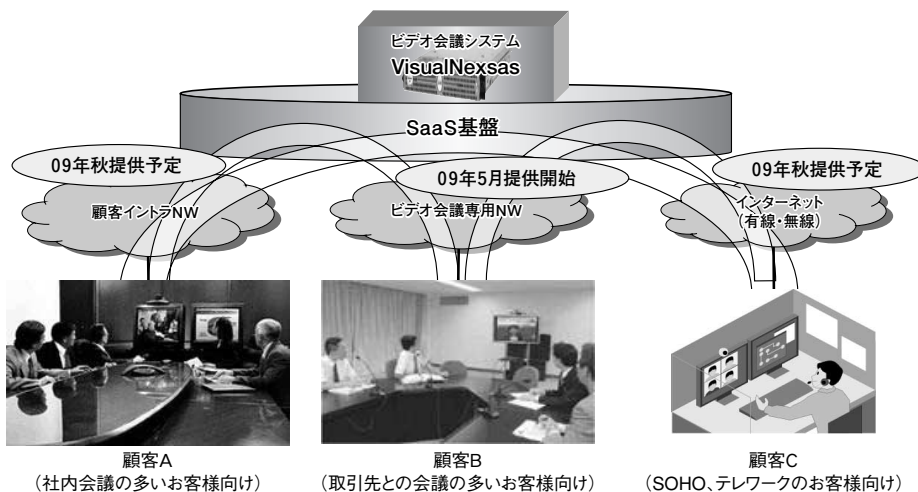 ビデオ会議システム
VisualNexsas
SaaS基盤
09年秋提供予定
09年5月提供開始
09年秋提供予定
顧客イントラNW
ビデオ会議専用NW
インターネット
(有線・無線)
顧客A
(社内会議の多いお客様向け)
顧客B
(取引先との会議の多いお客様向け)
顧客C
(SOHO、テレワークのお客様向け)